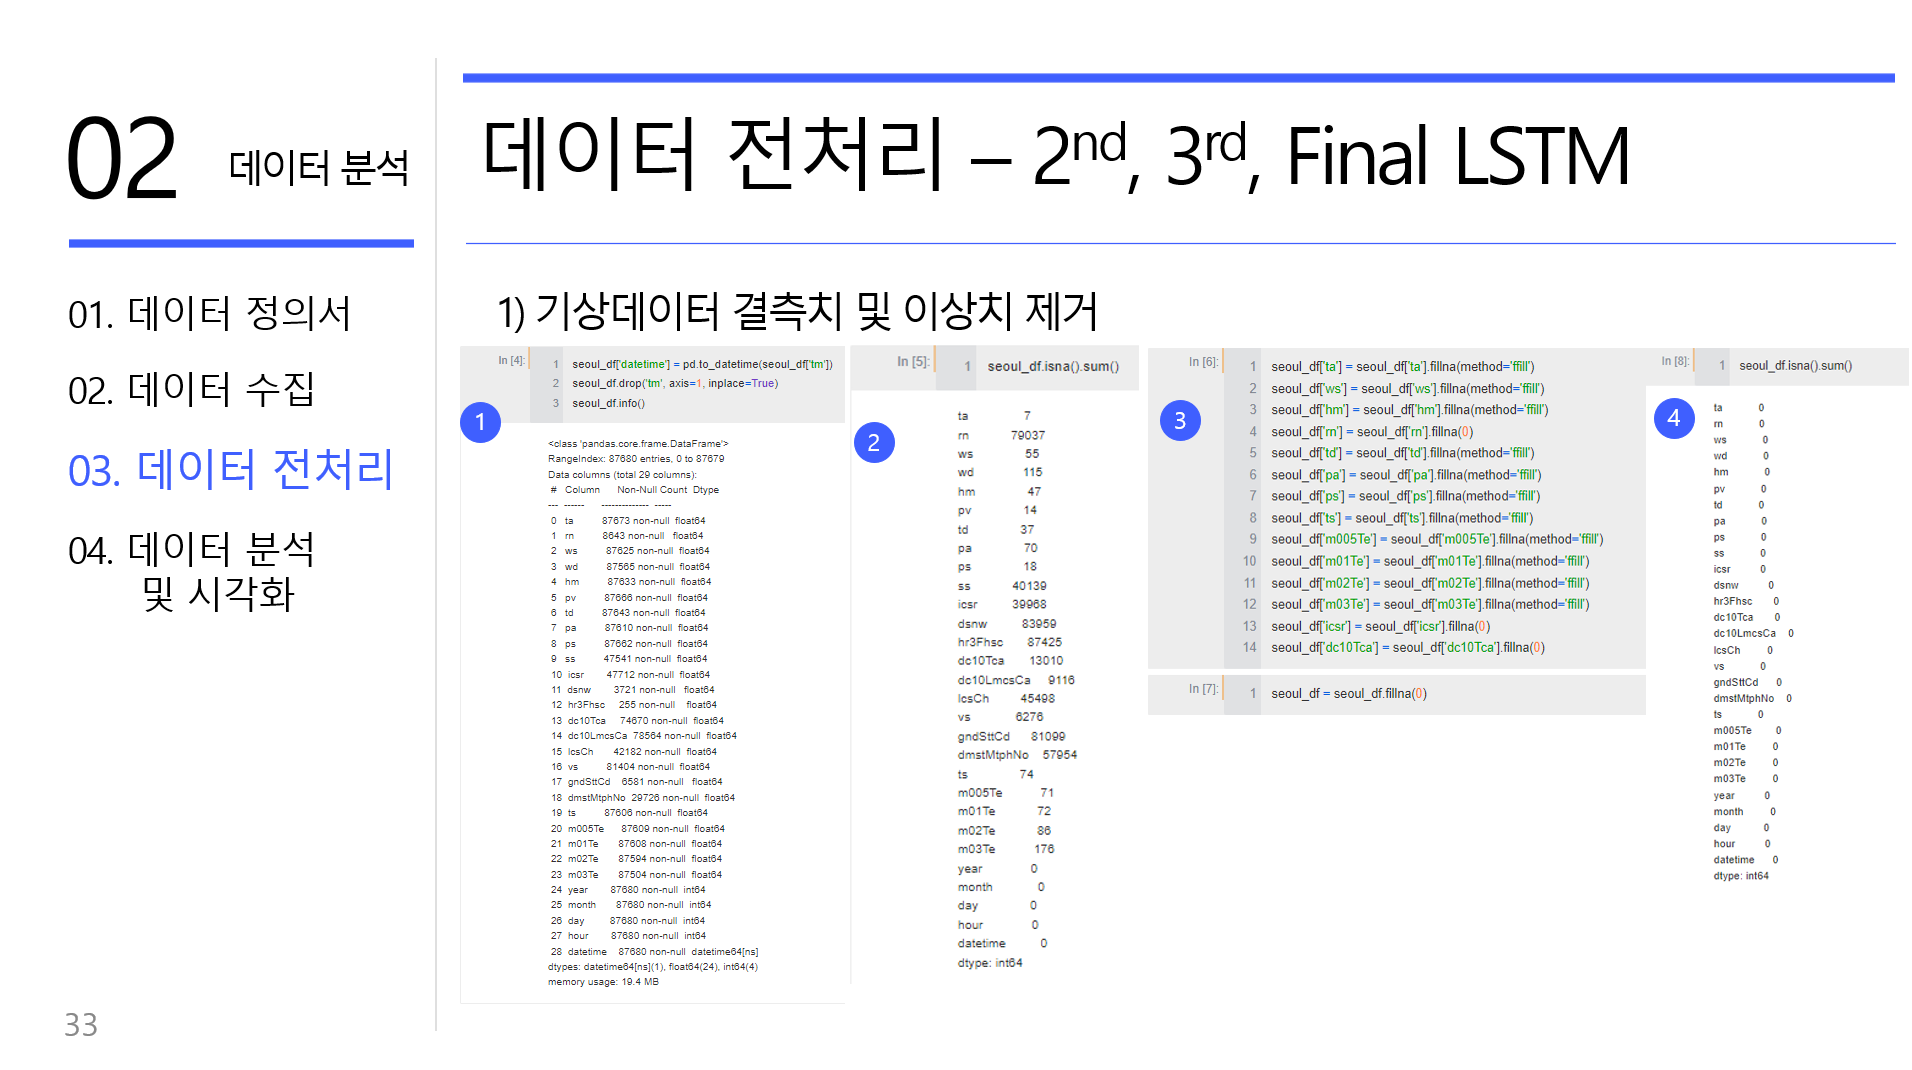 02 데이터 분석
01. 데이터 정의서
02. 데이터 수집
03. 데이터 전처리
04. 데이터 분석
및 시각화
33
데이터 전처리 – 2nd, 3rd, Final LSTM
1) 기상데이터 결측치 및 이상치 제거
In [4]:
1 seoul_df['datetime'] = pd.to_datetime(seoul_df['tm'])
2 seoul_df.drop('tm', axis=1, inplace=True)
3 seoul_df.info()
1
<class 'pandas.core.frame.DataFrame'>
RangeIndex: 87680 entries, 0 to 87679
Data columns (total 29 columns):
# Column Non-Null Count Dtype
--- ------ -------------- -----
0 ta 87673 non-null float64
1 rn 8643 non-null float64
2 ws 87625 non-null float64
3 wd 87565 non-null float64
4 hm 87633 non-null float64
5 pv 87666 non-null float64
6 td 87643 non-null float64
7 pa 87610 non-null float64
8 ps 87662 non-null float64
9 ss 47541 non-null float64
10 icsr 47712 non-null float64
11 dsnw 3721 non-null float64
12 hr3Fhsc 255 non-null float64
13 dc10Tca 74670 non-null float64
14 dc10LmcsCa 78564 non-null float64
15 lcsCh 42182 non-null float64
16 vs 81404 non-null float64
17 gndSttCd 6581 non-null float64
18 dmstMtphNo 29726 non-null float64
19 ts 87606 non-null float64
20 m005Te 87609 non-null float64
21 m01Te 87608 non-null float64
22 m02Te 87594 non-null float64
23 m03Te 87504 non-null float64
24 year 87680 non-null int64
25 month 87680 non-null int64
26 day 87680 non-null int64
27 hour 87680 non-null int64
28 datetime 87680 non-null datetime64[ns]
dtypes: datetime64[ns](1), float64(24), int64(4)
memory usage: 19.4 MB
In [5]:
1 seoul_df.isna().sum()
2
ta 7
rn 79037
ws 55
wd 115
hm 47
pv 14
td 37
pa 70
ps 18
ss 40139
icsr 39968
dsnw 83959
hr3Fhsc 87425
dc10Tca 13010
dc10LmcsCa 9116
lcsCh 45498
vs 6276
gndSttCd 81099
dmstMtphNo 57954
ts 74
m005Te 71
m01Te 72
m02Te 86
m03Te 176
year 0
month 0
day 0
hour 0
datetime 0
dtype: int64
In [6]:
3
1 seoul_df['ta'] = seoul_df['ta'].fillna(method='ffill')
2 seoul_df['ws'] = seoul_df['ws'].fillna(method='ffill')
3 seoul_df['hm'] = seoul_df['hm'].fillna(method='ffill')
4 seoul_df['rn'] = seoul_df['rn'].fillna(0)
5 seoul_df['td'] = seoul_df['td'].fillna(method='ffill')
6 seoul_df['pa'] = seoul_df['pa'].fillna(method='ffill')
7 seoul_df['ps'] = seoul_df['ps'].fillna(method='ffill')
8 seoul_df['ts'] = seoul_df['ts'].fillna(method='ffill')
9 seoul_df['m005Te'] = seoul_df['m005Te'].fillna(method='ffill')
10 seoul_df['m01Te'] = seoul_df['m01Te'].fillna(method='ffill')
11 seoul_df['m02Te'] = seoul_df['m02Te'].fillna(method='ffill')
12 seoul_df['m03Te'] = seoul_df['m03Te'].fillna(method='ffill')
13 seoul_df['icsr'] = seoul_df['icsr'].fillna(0)
14 seoul_df['dc10Tca'] = seoul_df['dc10Tca'].fillna(0)
In [7]:
1 seoul_df = seoul_df.fillna(0)
In [8]:
1 seoul_df.isna().sum()
4
ta 0
rn 0
ws 0
wd 0
hm 0
pv 0
td 0
pa 0
ps 0
ss 0
icsr 0
dsnw 0
hr3Fhsc 0
dc10Tca 0
dc10LmcsCa 0
lcsCh 0
vs 0
gndSttCd 0
dmstMtphNo 0
ts 0
m005Te 0
m01Te 0
m02Te 0
m03Te 0
year 0
month 0
day 0
hour 0
datetime 0
dtype: int64